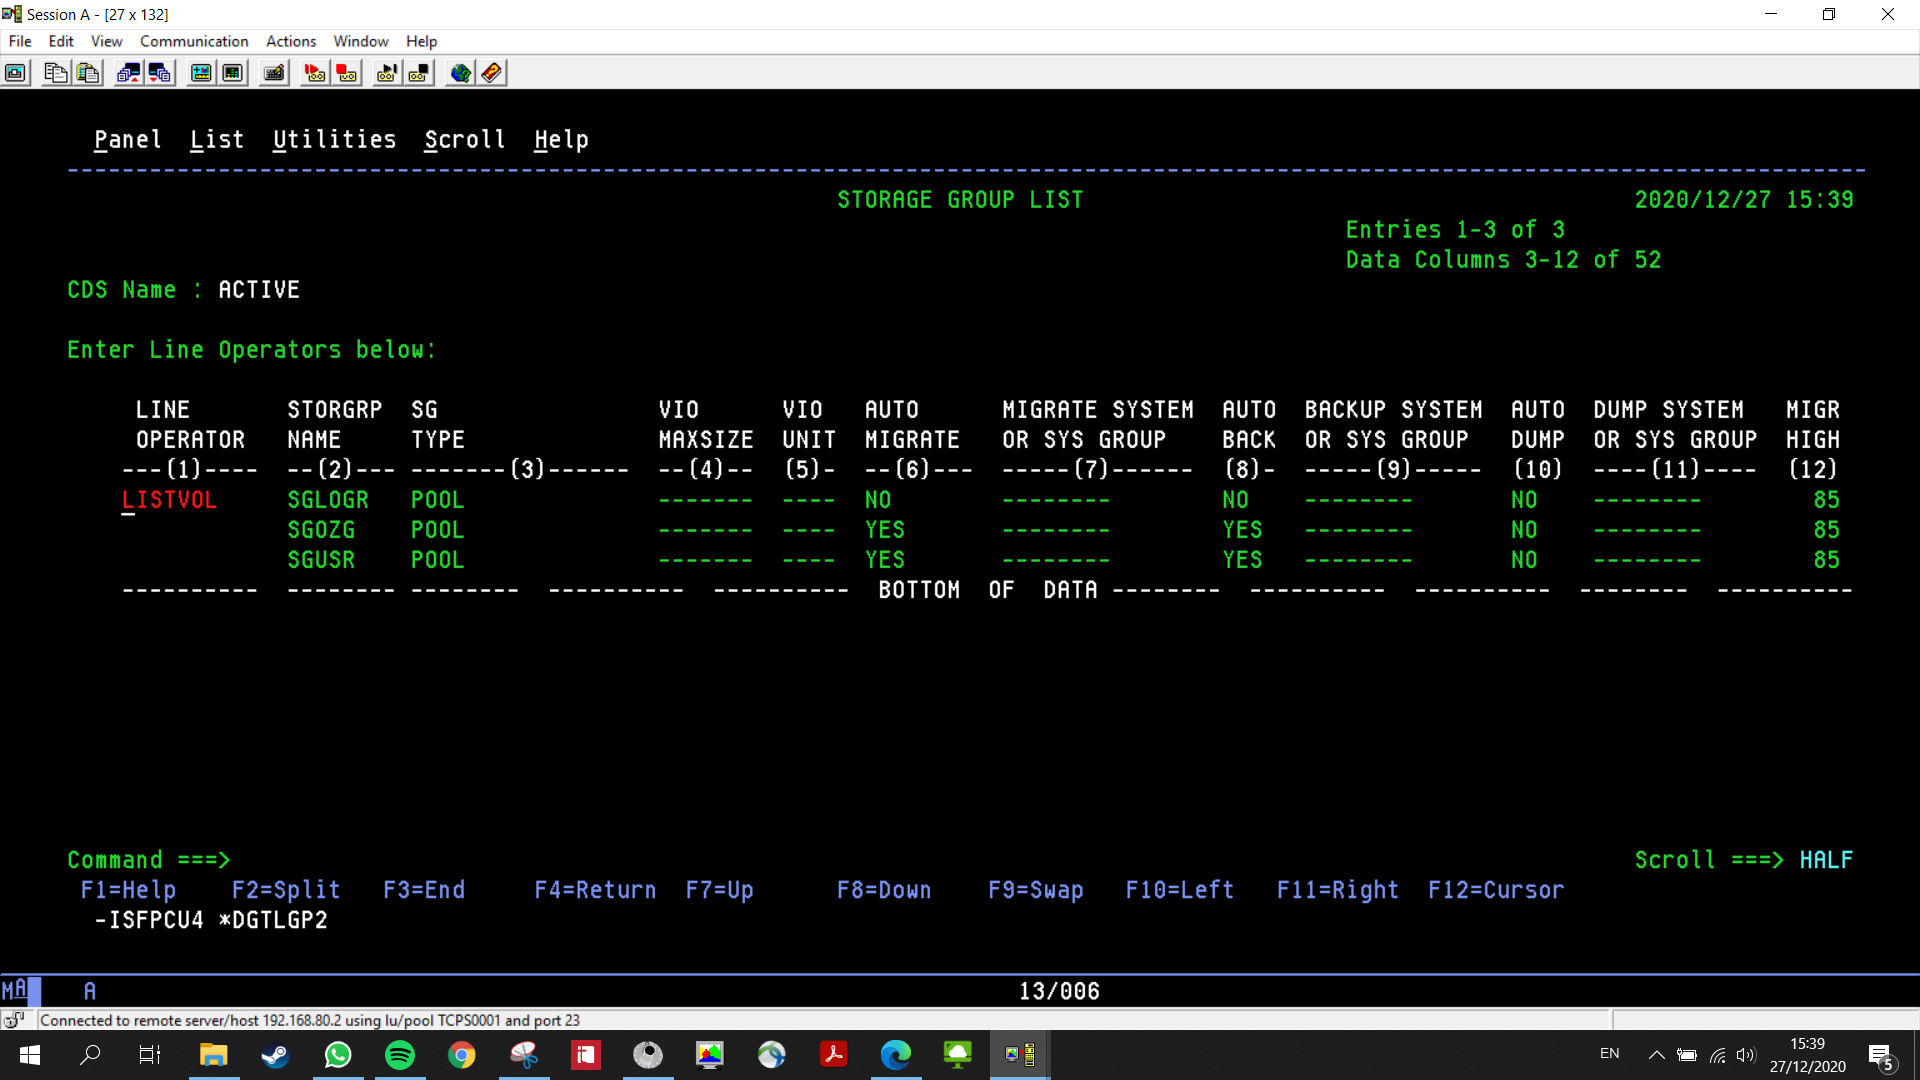 Session A - [27 x 132]
File Edit View Communication Actions Window Help
Panel List Utilities Scroll Help
-----------------------------------------------------------------------------------------------------------------------------------
STORAGE GROUP LIST 2020/12/27 15:39
Entries 1-3 of 3
Data Columns 3-12 of 52
CDS Name : ACTIVE
Enter Line Operators below:
LINE STORGRP SG VIO VIO AUTO MIGRATE SYSTEM AUTO BACKUP SYSTEM AUTO DUMP SYSTEM MIGR
OPERATOR NAME TYPE MAXSIZE UNIT MIGRATE OR SYS GROUP BACK OR SYS GROUP DUMP OR SYS GROUP HIGH
---(1)---- --(2)--- -------(3)------ --(4)-- (5)- --(6)--- -----(7)------ (8)- -----(9)----- (10) ----(11)---- (12)
LISTVOL SGLOGR POOL ------- ---- NO -------- NO -------- NO -------- 85
SGOZG POOL ------- ---- YES -------- YES -------- NO -------- 85
SGUSR POOL ------- ---- YES -------- YES -------- NO -------- 85
---------- -------- -------- ---------- ---------- BOTTOM OF DATA -------- ---------- ---------- -------- ----------
Command ===> Scroll ===> HALF
F1=Help F2=Split F3=End F4=Return F7=Up F8=Down F9=Swap F10=Left F11=Right F12=Cursor
-ISFPCU4 *DGTLGP2
MA A 13/006
Connected to remote server/host 192.168.80.2 using lu/pool TCPS0001 and port 23
EN 15:39
27/12/2020 5